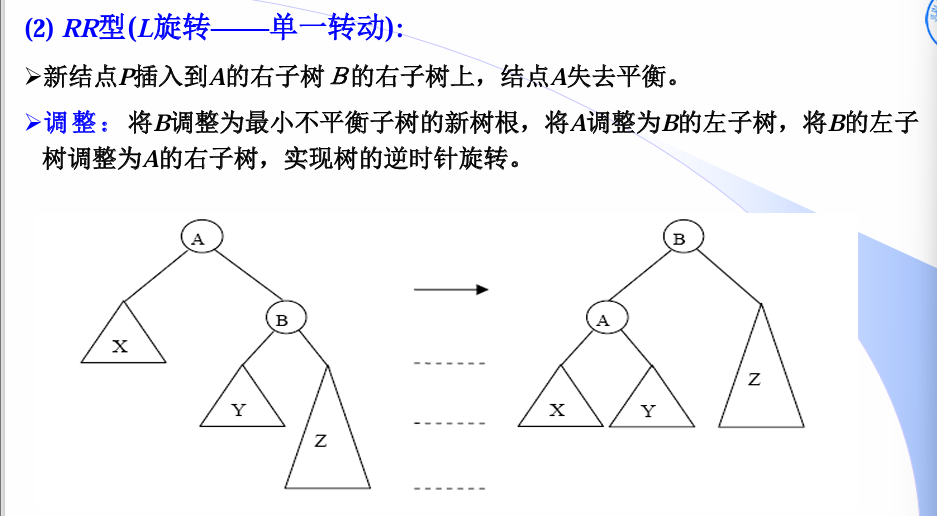 (2) RR型(L旋转——单一转动):
➢新结点P插入到A的右子树B的右子树上，结点A失去平衡。
➢调整：将B调整为最小不平衡子树的新树根，将A调整为B的左子树，将B的左子
树调整为A的右子树，实现树的逆时针旋转。
A
B
X
Y
Z
B
A
X
Y
Z